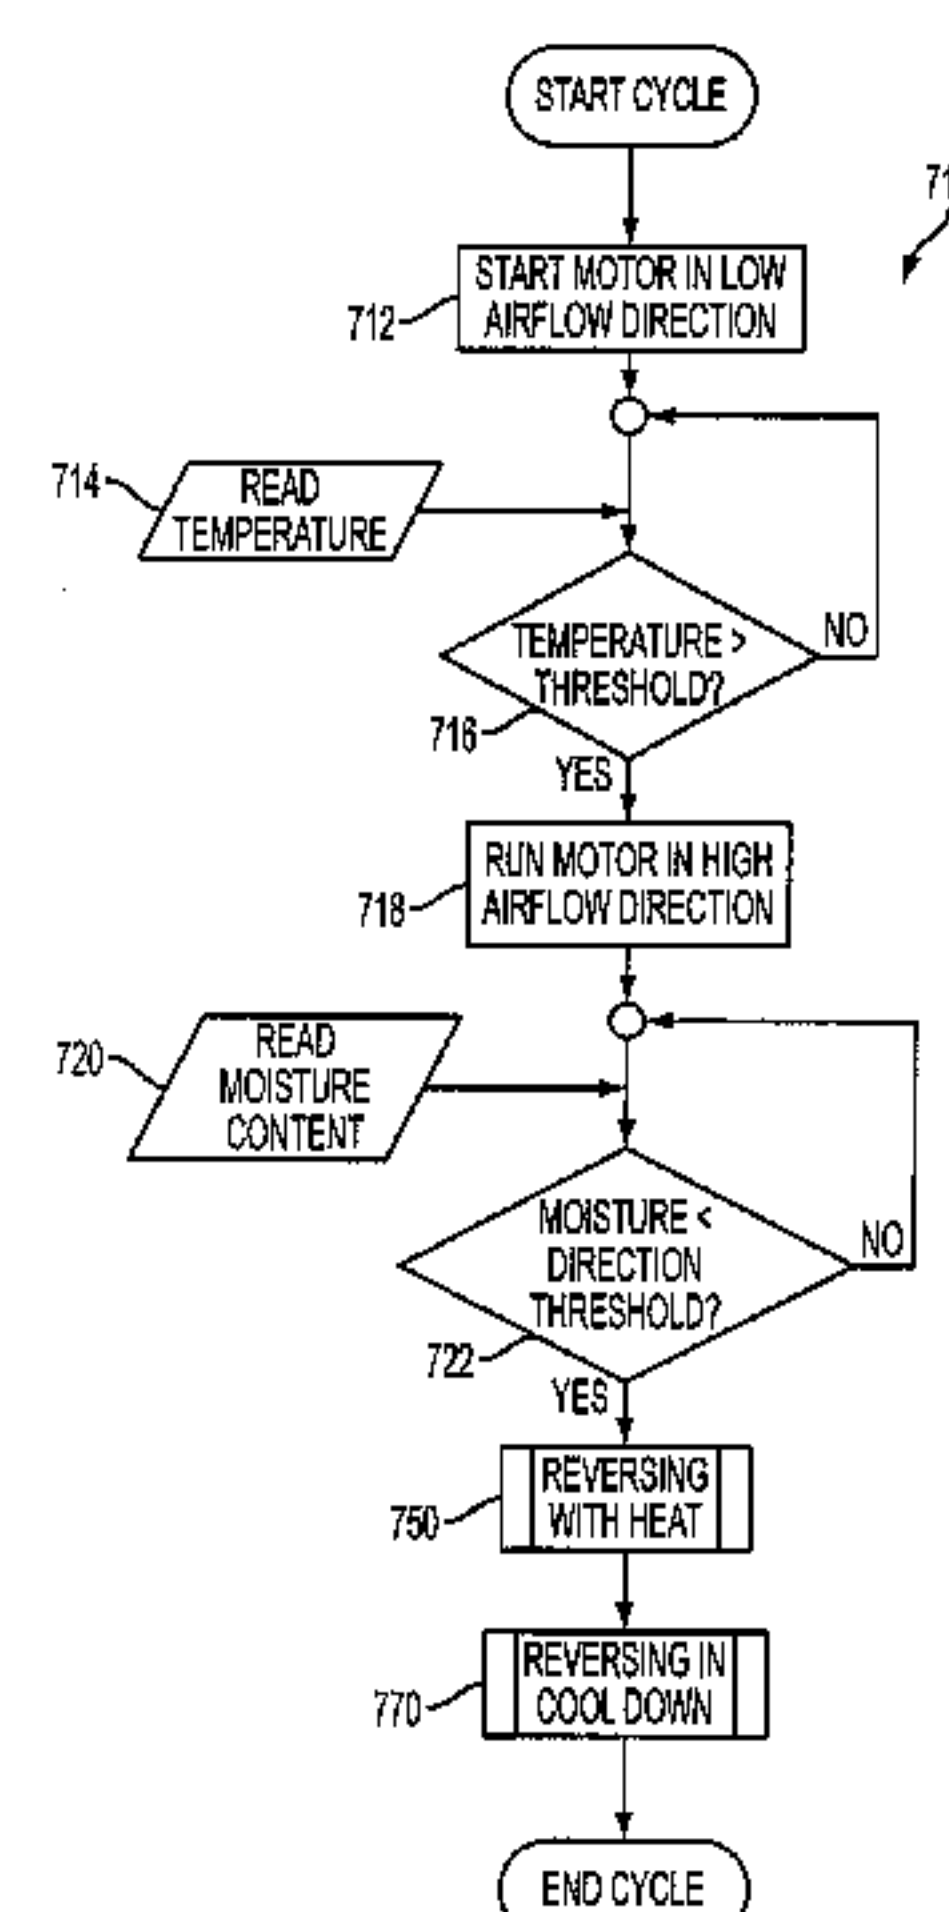 START CYCLE
START MOTOR IN LOW
AIRFLOW DIRECTION
712
714
READ
TEMPERATURE
TEMPERATURE >
THRESHOLD?
NO
716
YES
RUN MOTOR IN HIGH
AIRFLOW DIRECTION
718
720
READ
MOISTURE
CONTENT
MOISTURE <
DIRECTION
THRESHOLD?
NO
722
YES
REVERSING
WITH HEAT
750
REVERSING IN
COOL DOWN
770
END CYCLE